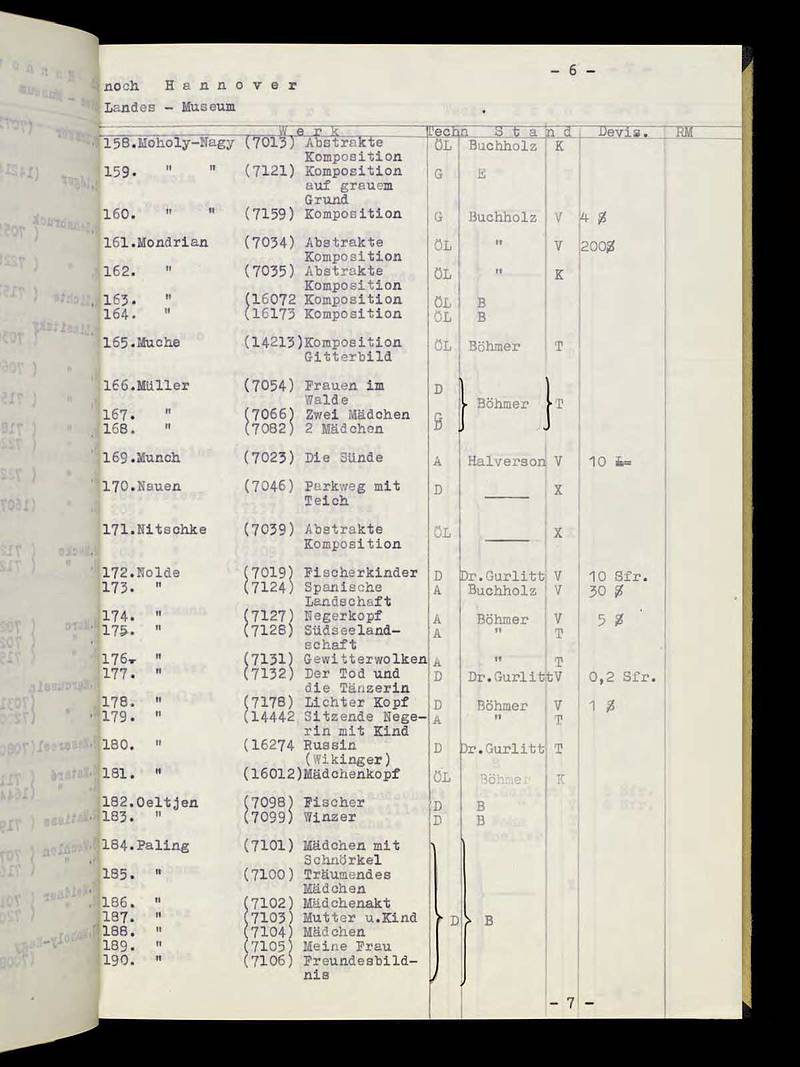 - 6 -
noch Hannover
Landes - Museum
Werk Techn Stand Devis. RM
158.Moholy-Nagy (7013) Abstrakte ÖL Buchholz K
Komposition
159. " " (7121) Komposition G E
auf grauem
Grund
160. " " (7159) Komposition G Buchholz V 4 $
161.Mondrian (7034) Abstrakte ÖL " V 200$
Komposition
162. " (7035) Abstrakte ÖL " K
Komposition
163. " (16072 Komposition ÖL B
164. " (16173 Komposition ÖL B
165.Muche (14213)Komposition ÖL Böhmer T
Gitterbild
166.Müller (7054) Frauen im D
Walde Böhmer T
167. " (7066) Zwei Mädchen G
168. " (7082) 2 Mädchen D
169.Munch (7023) Die Sünde A Halverson V 10
170.Nauen (7046) Parkweg mit D X
Teich
171.Nitschke (7039) Abstrakte ÖL X
Komposition
172.Nolde (7019) Fischerkinder D Dr.Gurlitt V 10 Sfr.
173. " (7124) Spanische A Buchholz V 30 $
Landschaft
174. " (7127) Negerkopf A Böhmer V 5 $
175. " (7128) Südseeland- A " T
schaft
176. " (7131) Gewitterwolken A " T
177. " (7132) Der Tod und D Dr.GurlittV 0,2 Sfr.
die Tänzerin
178. " (7178) Lichter Kopf D Böhmer V 1 $
179. " (14442 Sitzende Nege- A " T
rin mit Kind
180. " (16274 Russin D Dr.Gurlitt T
(Wikinger)
181. " (16012)Mädchenkopf ÖL Böhmer K
182.Oeltjen (7098) Fischer D B
183. " (7099) Winzer D B
184.Paling (7101) Mädchen mit
Schnörkel
185. " (7100) Träumendes
Mädchen
186. " (7102) Mädchenakt
187. " (7103) Mutter u.Kind D B
188. " (7104) Mädchen
189. " (7105) Meine Frau
190. " (7106) Freundesbild-
nis
- 7 -